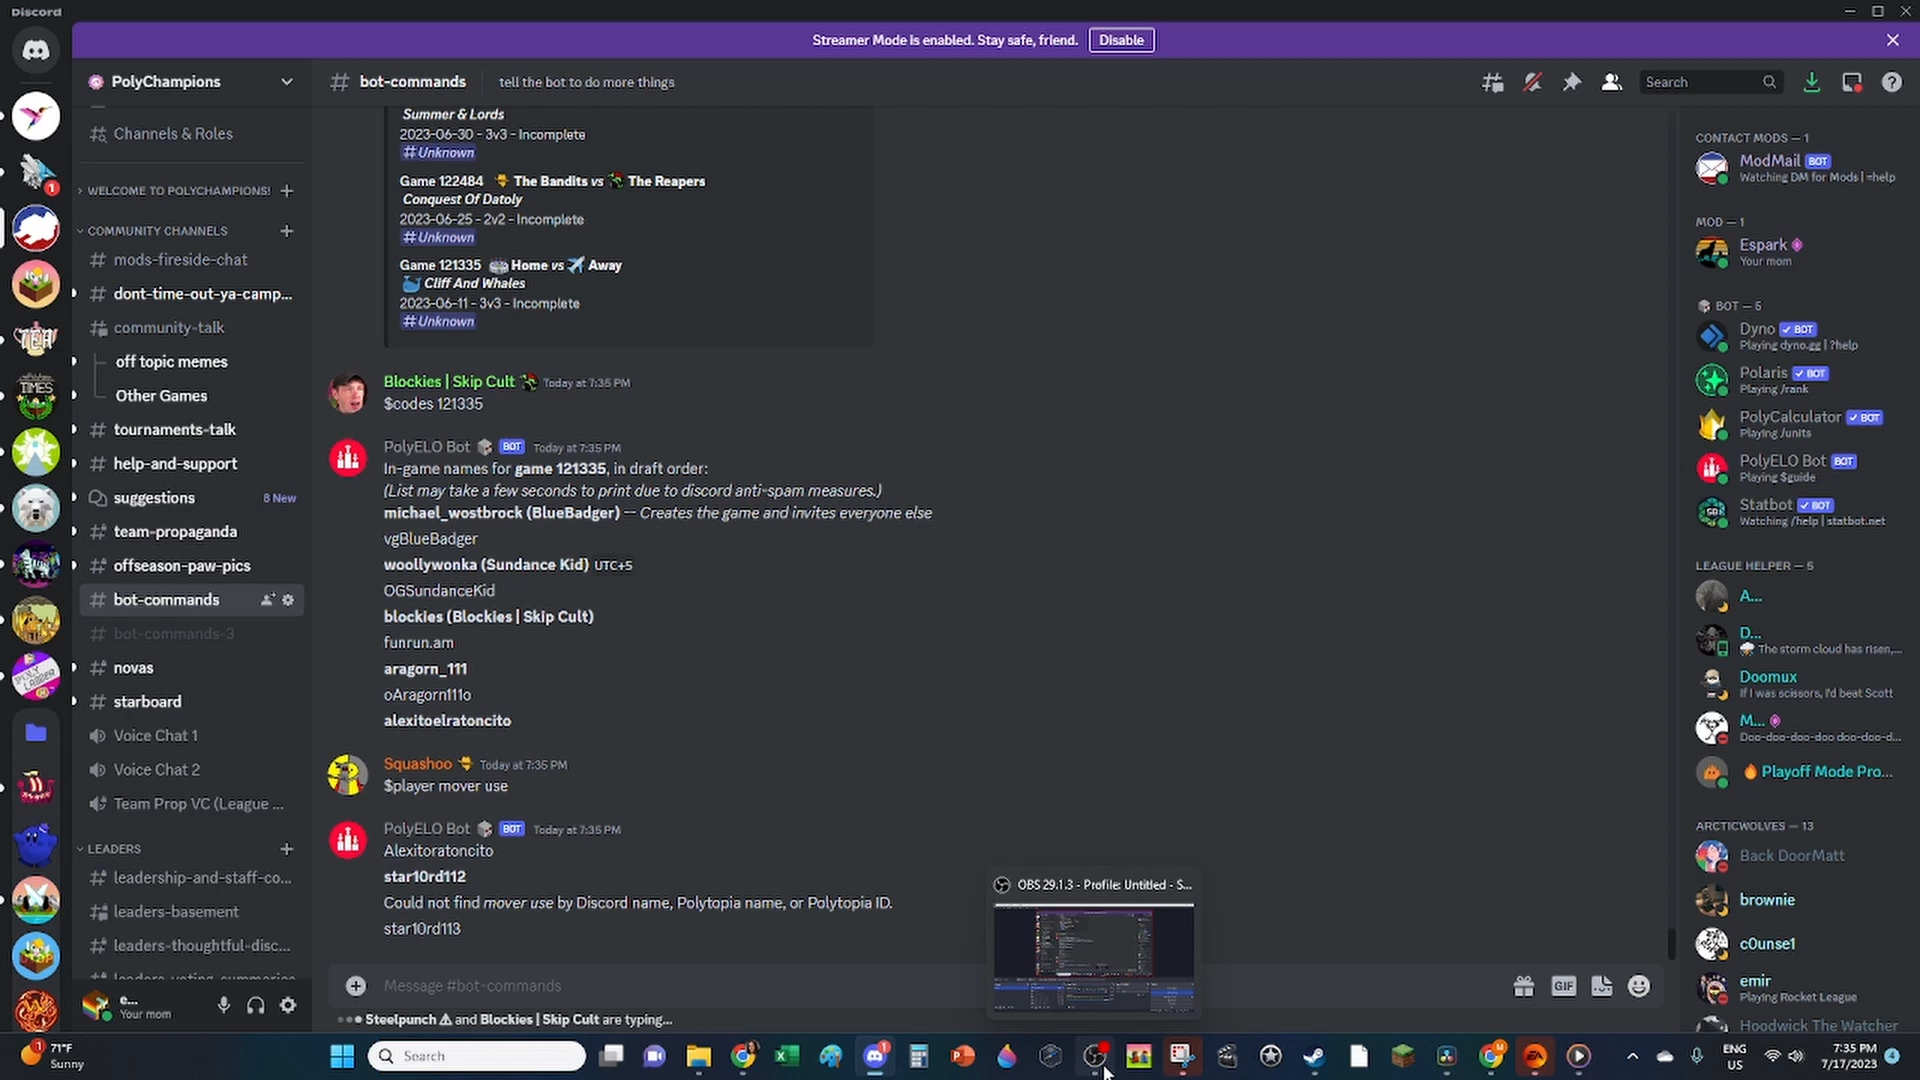 Discord
Streamer Mode is enabled. Stay safe, friend.
Disable
PolyChampions
bot-commands
tell the bot to do more things
Search
Channels & Roles
WELCOME TO POLYCHAMPIONS!
COMMUNITY CHANNELS
mods-fireside-chat
dont-time-out-ya-camp...
community-talk
off topic memes
Other Games
tournaments-talk
help-and-support
suggestions
8 New
team-propaganda
offseason-paw-pics
bot-commands
bot-commands-3
novas
starboard
Voice Chat 1
Voice Chat 2
Team Prop VC (League ...
LEADERS
leadership-and-staff-co...
leaders-basement
leaders-thoughtful-disc...
leaders-voting-summaries
e...
Your mom
Summer & Lords
2023-06-30 - 3v3 - Incomplete
#Unknown
Game 122484 The Bandits vs The Reapers
Conquest Of Datoly
2023-06-25 - 2v2 - Incomplete
#Unknown
Game 121335 Home vs Away
Cliff And Whales
2023-06-11 - 3v3 - Incomplete
#Unknown
Blockies | Skip Cult Today at 7:35 PM
$codes 121335
PolyELO Bot BOT Today at 7:35 PM
In-game names for game 121335, in draft order:
(List may take a few seconds to print due to discord anti-spam measures.)
michael_wostbrock (BlueBadger) -- Creates the game and invites everyone else
vgBlueBadger
woollywonka (Sundance Kid) UTC+5
OGSundanceKid
blockies (Blockies | Skip Cult)
funrun.am
aragorn_111
oAragorn111o
alexitoelratoncito
Squashoo Today at 7:35 PM
$player mover use
PolyELO Bot BOT Today at 7:35 PM
Alexitoratoncito
star10rd112
Could not find mover use by Discord name, Polytopia name, or Polytopia ID.
star10rd113
OBS 29.1.3 - Profile: Untitled - S...
Message #bot-commands
GIF
Steelpunch and Blockies | Skip Cult are typing...
CONTACT MODS — 1
ModMail BOT
Watching DM for Mods | =help
MOD — 1
Espark
Your mom
BOT — 5
Dyno BOT
Playing dyno.gg | ?help
Polaris BOT
Playing /rank
PolyCalculator BOT
Playing /units
PolyELO Bot BOT
Playing $guide
Statbot BOT
Watching /help | statbot.net
LEAGUE HELPER — 5
A...
D...
The storm cloud has risen,...
Doomux
If I was scissors, I'd beat Scott
M...
Doo-doo-doo-doo doo-doo-d...
Playoff Mode Pro...
ARCTICWOLVES — 13
Back DoorMatt
brownie
c0unse1
emir
Playing Rocket League
Hoodwick The Watcher
71°F
Sunny
Search
ENG
US
7:35 PM
7/17/2023